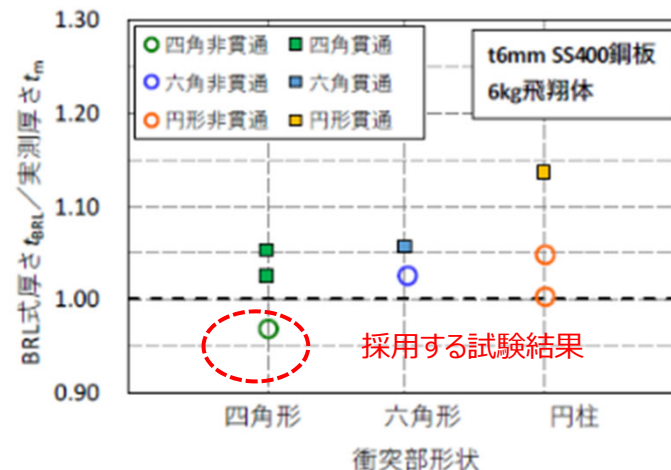 1.30
1.20
1.10
1.00
0.90
BRL式厚さtBRL／実測厚さtm
四角非貫通 四角貫通
六角非貫通 六角貫通
円形非貫通 円形貫通
t6mm SS400鋼板
6kg飛翔体
採用する試験結果
四角形 六角形 円柱
衝突部形状